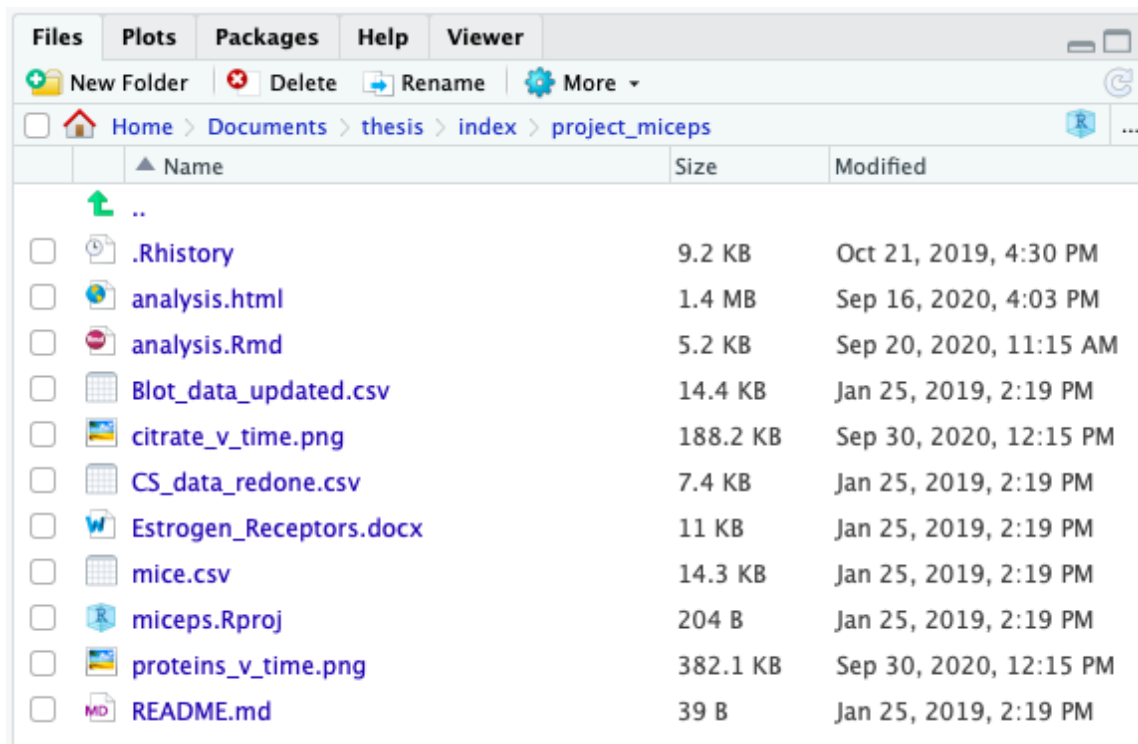 Files Plots Packages Help Viewer
New Folder Delete Rename More
Home > Documents > thesis > index > project_miceps R ...
Name Size Modified
..
.Rhistory 9.2 KB Oct 21, 2019, 4:30 PM
analysis.html 1.4 MB Sep 16, 2020, 4:03 PM
analysis.Rmd 5.2 KB Sep 20, 2020, 11:15 AM
Blot_data_updated.csv 14.4 KB Jan 25, 2019, 2:19 PM
citrate_v_time.png 188.2 KB Sep 30, 2020, 12:15 PM
CS_data_redone.csv 7.4 KB Jan 25, 2019, 2:19 PM
W Estrogen_Receptors.docx 11 KB Jan 25, 2019, 2:19 PM
mice.csv 14.3 KB Jan 25, 2019, 2:19 PM
R miceps.Rproj 204 B Jan 25, 2019, 2:19 PM
proteins_v_time.png 382.1 KB Sep 30, 2020, 12:15 PM
MD README.md 39 B Jan 25, 2019, 2:19 PM